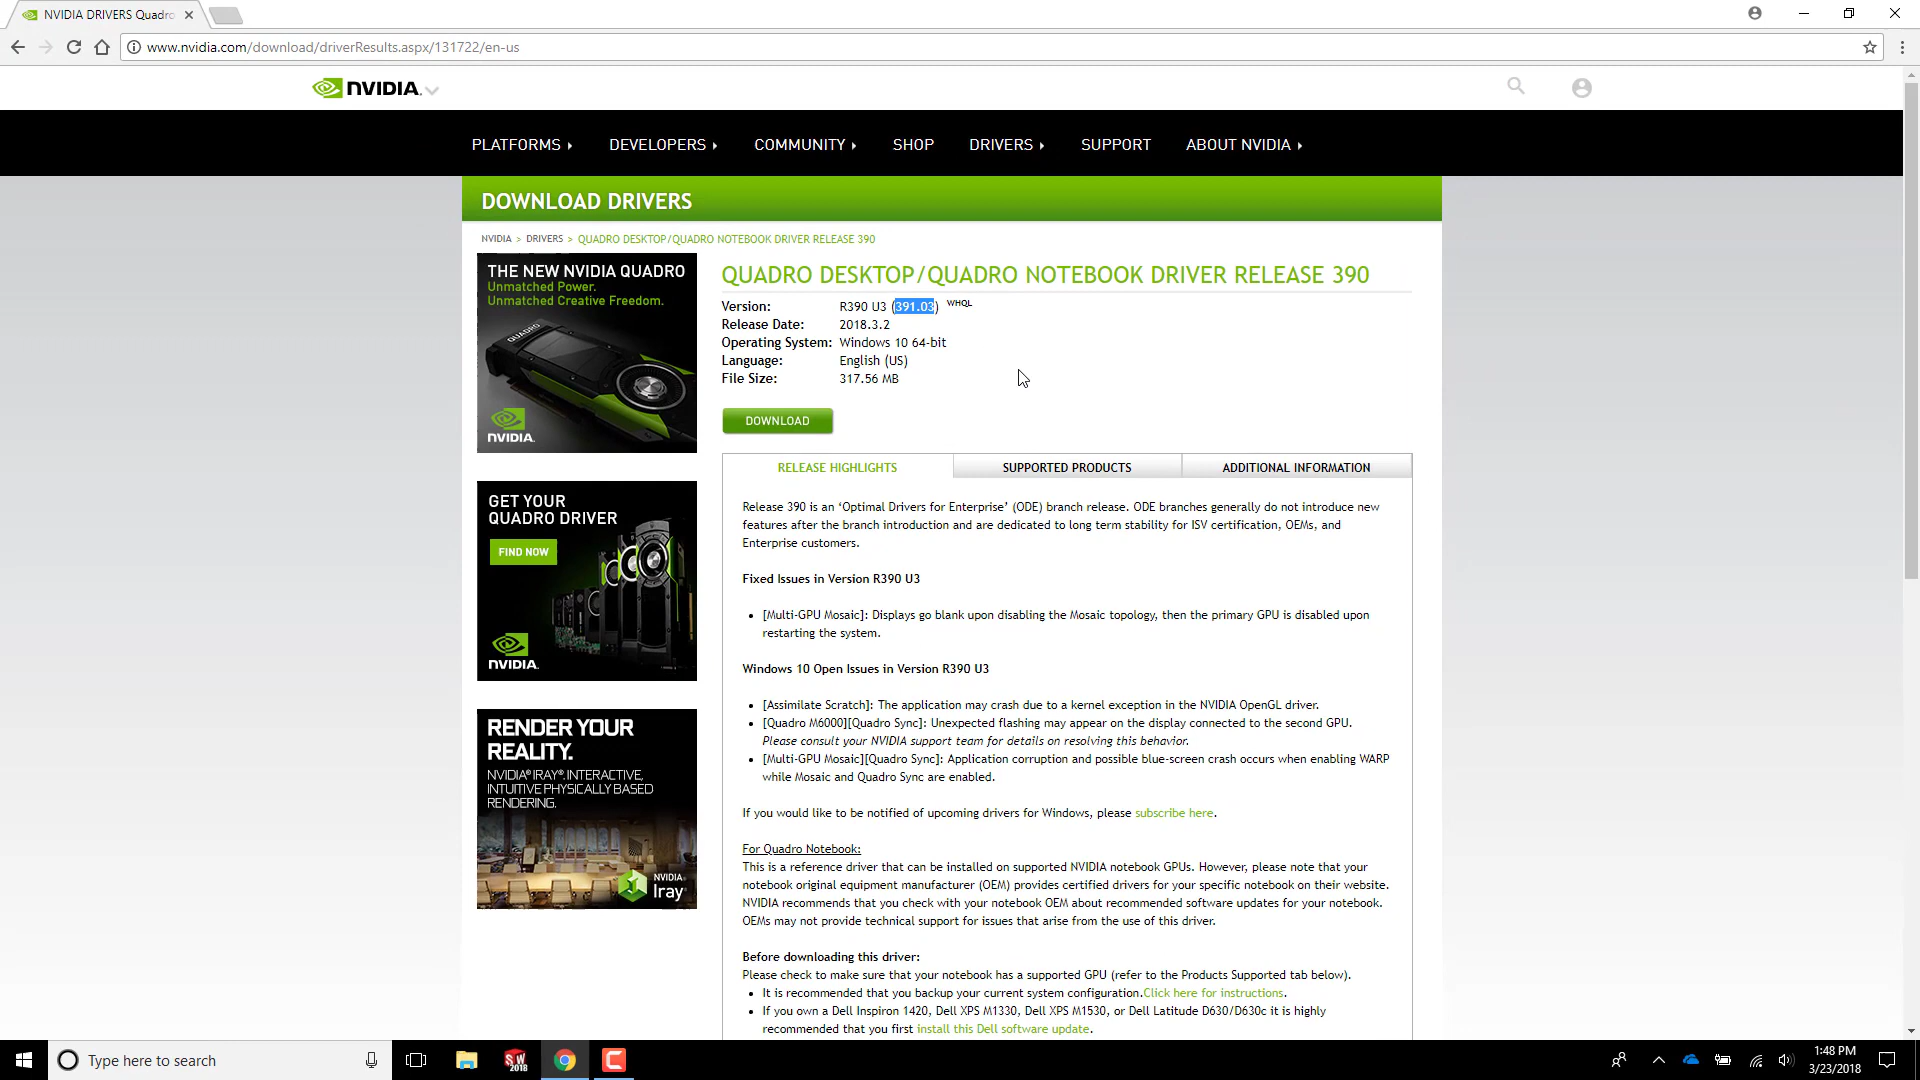 NVIDIA DRIVERS Quadro
www.nvidia.com/download/driverResults.aspx/131722/en-us
NVIDIA.
PLATFORMS DEVELOPERS COMMUNITY SHOP DRIVERS SUPPORT ABOUT NVIDIA
DOWNLOAD DRIVERS
NVIDIA > DRIVERS > QUADRO DESKTOP/QUADRO NOTEBOOK DRIVER RELEASE 390
THE NEW NVIDIA QUADRO
Unmatched Power.
Unmatched Creative Freedom.
QUADRO
NVIDIA.
GET YOUR
QUADRO DRIVER
FIND NOW
NVIDIA.
RENDER YOUR
REALITY.
NVIDIA® IRAY®. INTERACTIVE,
INTUITIVE PHYSICALLY BASED
RENDERING.
NVIDIA®
Iray®
QUADRO DESKTOP/QUADRO NOTEBOOK DRIVER RELEASE 390
Version: R390 U3 (391.03) WHQL
Release Date: 2018.3.2
Operating System: Windows 10 64-bit
Language: English (US)
File Size: 317.56 MB
DOWNLOAD
RELEASE HIGHLIGHTS SUPPORTED PRODUCTS ADDITIONAL INFORMATION
Release 390 is an ‘Optimal Drivers for Enterprise’ (ODE) branch release. ODE branches generally do not introduce new
features after the branch introduction and are dedicated to long term stability for ISV certification, OEMs, and
Enterprise customers.
Fixed Issues in Version R390 U3
• [Multi-GPU Mosaic]: Displays go blank upon disabling the Mosaic topology, then the primary GPU is disabled upon
restarting the system.
Windows 10 Open Issues in Version R390 U3
• [Assimilate Scratch]: The application may crash due to a kernel exception in the NVIDIA OpenGL driver.
• [Quadro M6000][Quadro Sync]: Unexpected flashing may appear on the display connected to the second GPU.
Please consult your NVIDIA support team for details on resolving this behavior.
• [Multi-GPU Mosaic][Quadro Sync]: Application corruption and possible blue-screen crash occurs when enabling WARP
while Mosaic and Quadro Sync are enabled.
If you would like to be notified of upcoming drivers for Windows, please subscribe here.
For Quadro Notebook:
This is a reference driver that can be installed on supported NVIDIA notebook GPUs. However, please note that your
notebook original equipment manufacturer (OEM) provides certified drivers for your specific notebook on their website.
NVIDIA recommends that you check with your notebook OEM about recommended software updates for your notebook.
OEMs may not provide technical support for issues that arise from the use of this driver.
Before downloading this driver:
Please check to make sure that your notebook has a supported GPU (refer to the Products Supported tab below).
• It is recommended that you backup your current system configuration.Click here for instructions.
• If you own a Dell Inspiron 1420, Dell XPS M1330, Dell XPS M1530, or Dell Latitude D630/D630c it is highly
recommended that you first install this Dell software update.
Type here to search
SW
2018
1:48 PM
3/23/2018